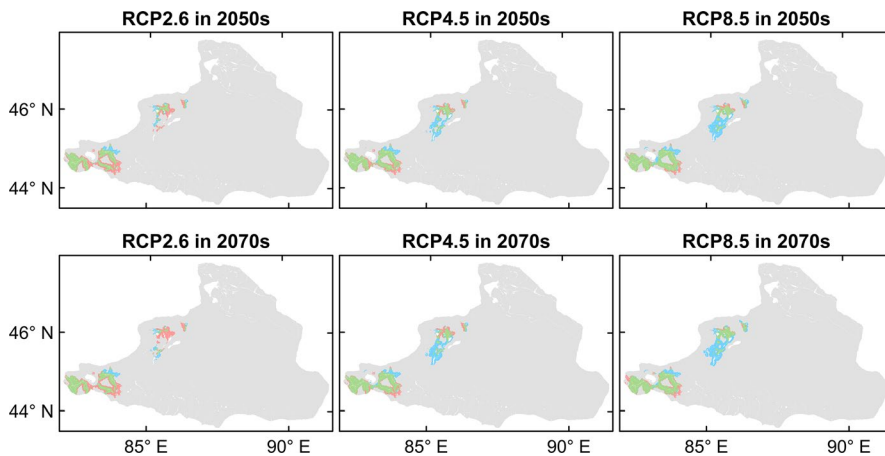 RCP2.6 in 2050s RCP4.5 in 2050s RCP8.5 in 2050s
46° N
44° N
RCP2.6 in 2070s RCP4.5 in 2070s RCP8.5 in 2070s
46° N
44° N
85° E 90° E 85° E 90° E 85° E 90° E